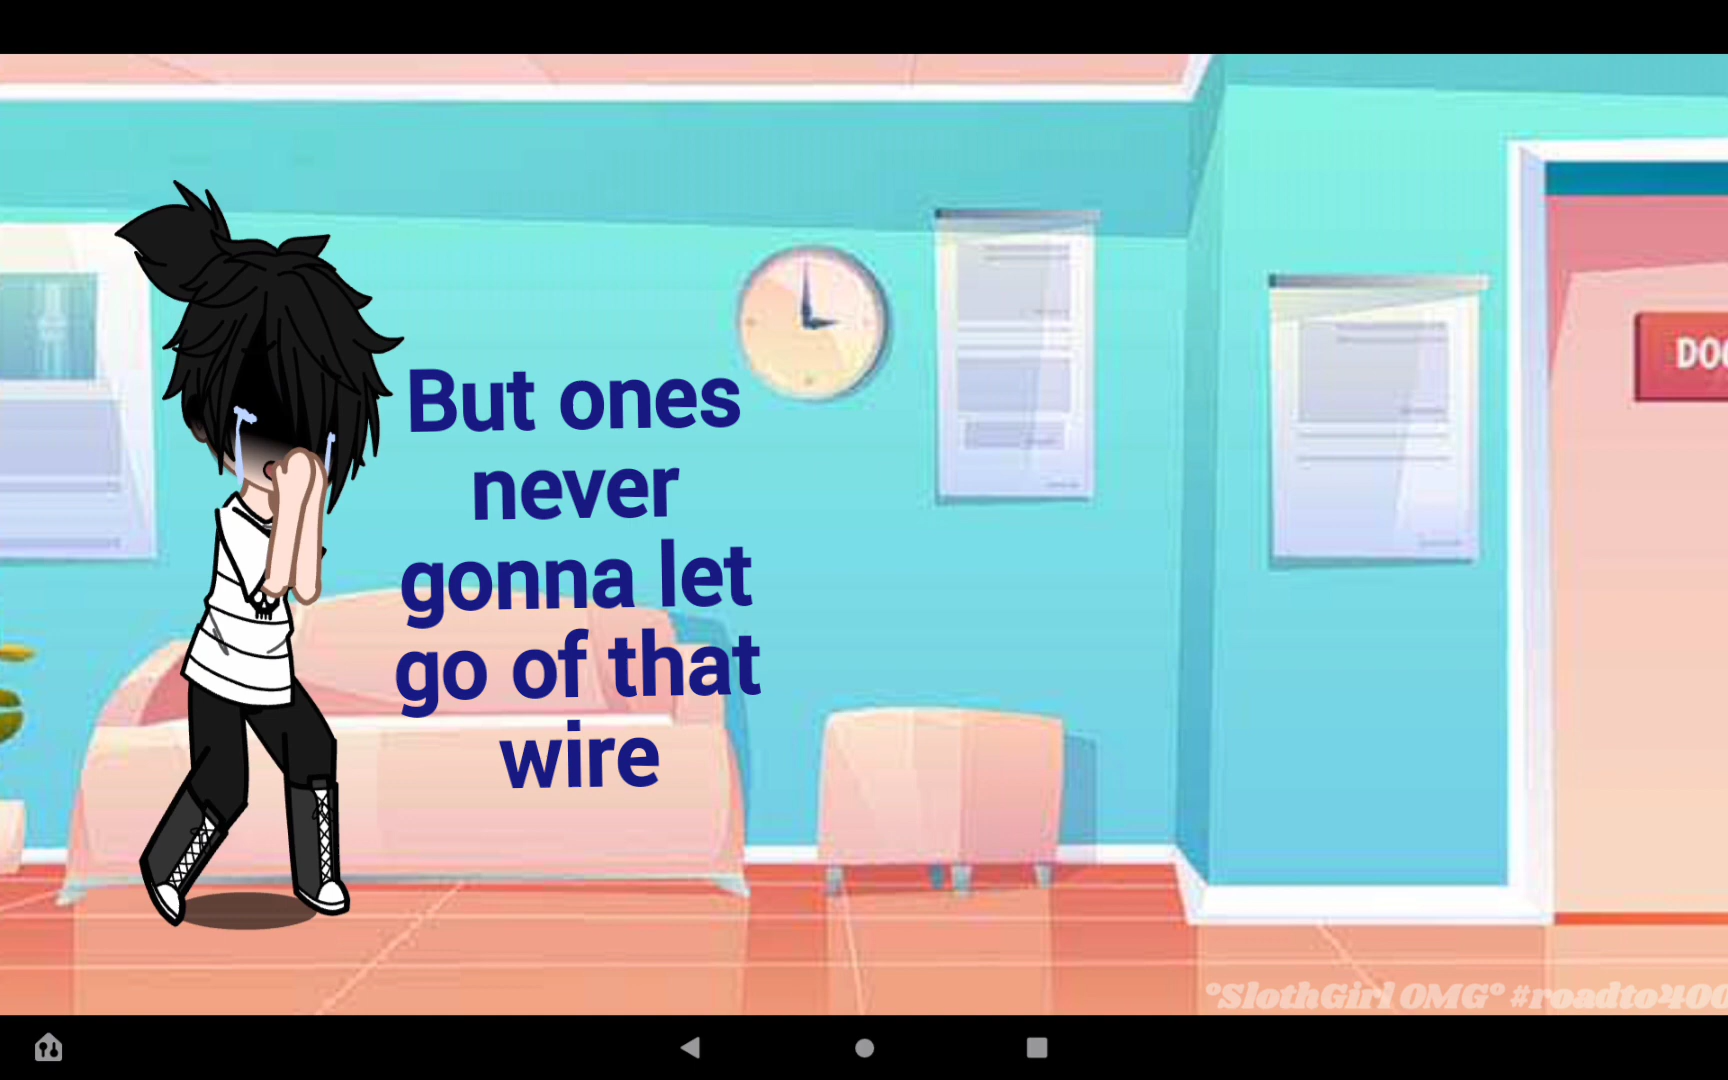 But ones
never
gonna let
go of that
wire
DO
°SlothGirl OMG° #roadto400